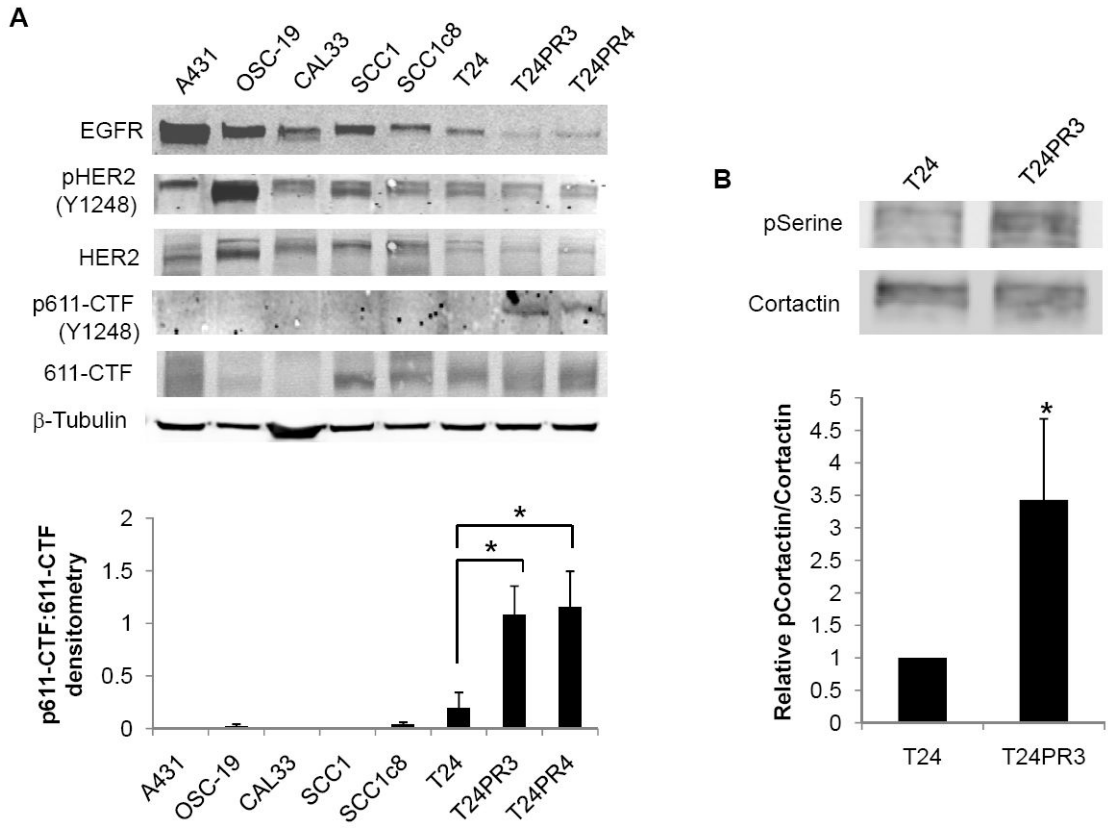 A
A431 OSC-19 CAL33 SCC1 SCC1c8 T24 T24PR3 T24PR4
EGFR
pHER2
(Y1248)
HER2
p611-CTF
(Y1248)
611-CTF
β-Tubulin
p611-CTF:611-CTF
densitometry
2
1.5
1
0.5
0
* *
A431 OSC-19 CAL33 SCC1 SCC1c8 T24 T24PR3 T24PR4
B
T24 T24PR3
pSerine
Cortactin
Relative pCortactin/Cortactin
5
4.5
4
3.5
3
2.5
2
1.5
1
0.5
0
*
T24 T24PR3